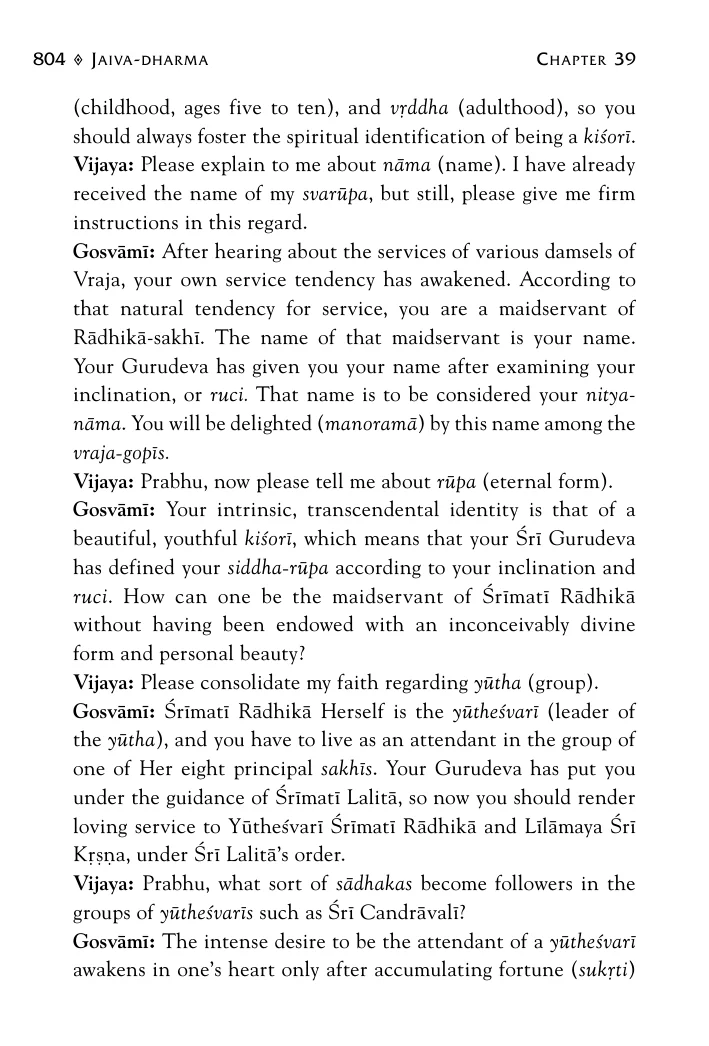 804 ◊ JAIVA-DHARMA CHAPTER 39
(childhood, ages five to ten), and vṛddha (adulthood), so you
should always foster the spiritual identification of being a kiśorī.
Vijaya: Please explain to me about nāma (name). I have already
received the name of my svarūpa, but still, please give me firm
instructions in this regard.
Gosvāmī: After hearing about the services of various damsels of
Vraja, your own service tendency has awakened. According to
that natural tendency for service, you are a maidservant of
Rādhikā-sakhī. The name of that maidservant is your name.
Your Gurudeva has given you your name after examining your
inclination, or ruci. That name is to be considered your nitya-
nāma. You will be delighted (manoramā) by this name among the
vraja-gopīs.
Vijaya: Prabhu, now please tell me about rūpa (eternal form).
Gosvāmī: Your intrinsic, transcendental identity is that of a
beautiful, youthful kiśorī, which means that your Śrī Gurudeva
has defined your siddha-rūpa according to your inclination and
ruci. How can one be the maidservant of Śrīmatī Rādhikā
without having been endowed with an inconceivably divine
form and personal beauty?
Vijaya: Please consolidate my faith regarding yūtha (group).
Gosvāmī: Śrīmatī Rādhikā Herself is the yūtheśvarī (leader of
the yūtha), and you have to live as an attendant in the group of
one of Her eight principal sakhīs. Your Gurudeva has put you
under the guidance of Śrīmatī Lalitā, so now you should render
loving service to Yūtheśvarī Śrīmatī Rādhikā and Līlāmaya Śrī
Kṛṣṇa, under Śrī Lalitā's order.
Vijaya: Prabhu, what sort of sādhakas become followers in the
groups of yūtheśvarīs such as Śrī Candrāvalī?
Gosvāmī: The intense desire to be the attendant of a yūtheśvarī
awakens in one's heart only after accumulating fortune (sukṛti)